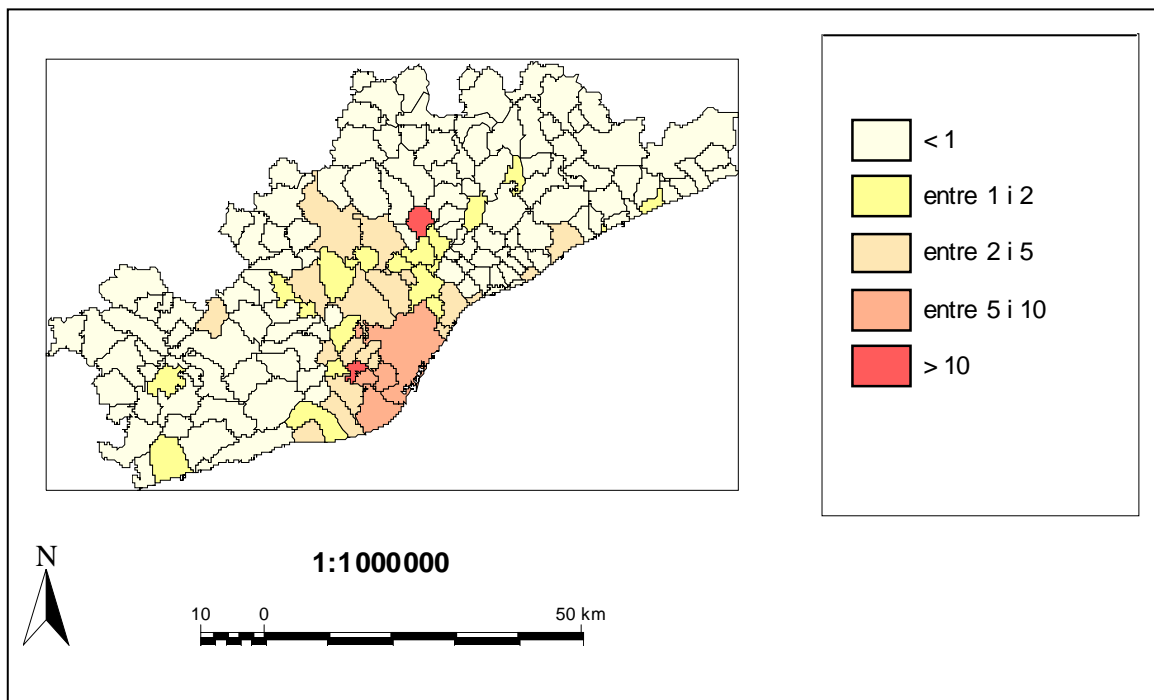 < 1
entre 1 i 2
entre 2 i 5
entre 5 i 10
> 10
N
1:1000000
10 0 50 km